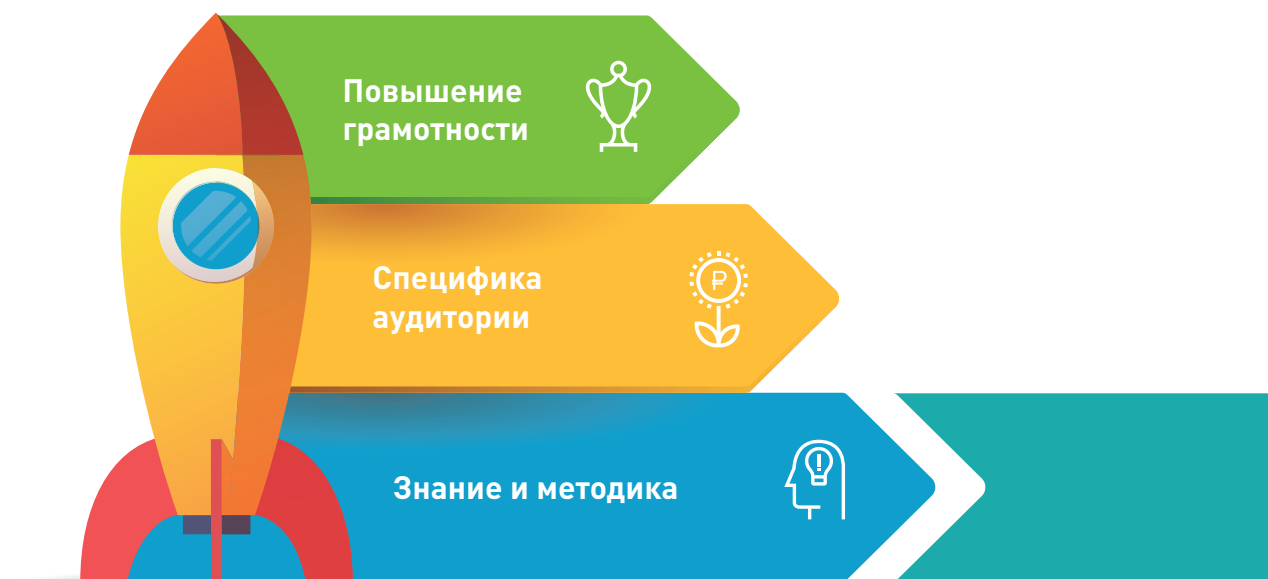 Повышение
грамотности
₽
Специфика
аудитории
Знание и методика